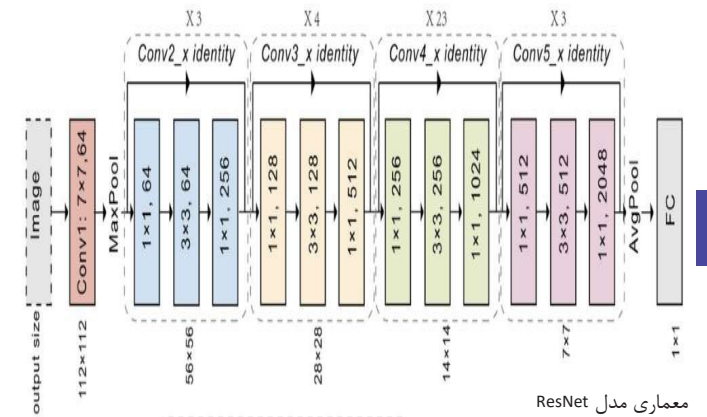 X3 X4 X23 X3
Conv2_x identity Conv3_x identity Conv4_x identity Conv5_x identity
Image
Conv1: 7×7,64
MaxPool
1×1, 64
3×3, 64
1×1, 256
1×1, 128
3×3, 128
1×1, 512
1×1, 256
3×3, 256
1×1, 1024
1×1, 512
3×3, 512
1×1, 2048
AvgPool
FC
output size
112×112
56×56
28×28
14×14
7×7
1×1
معماری مدل ResNet